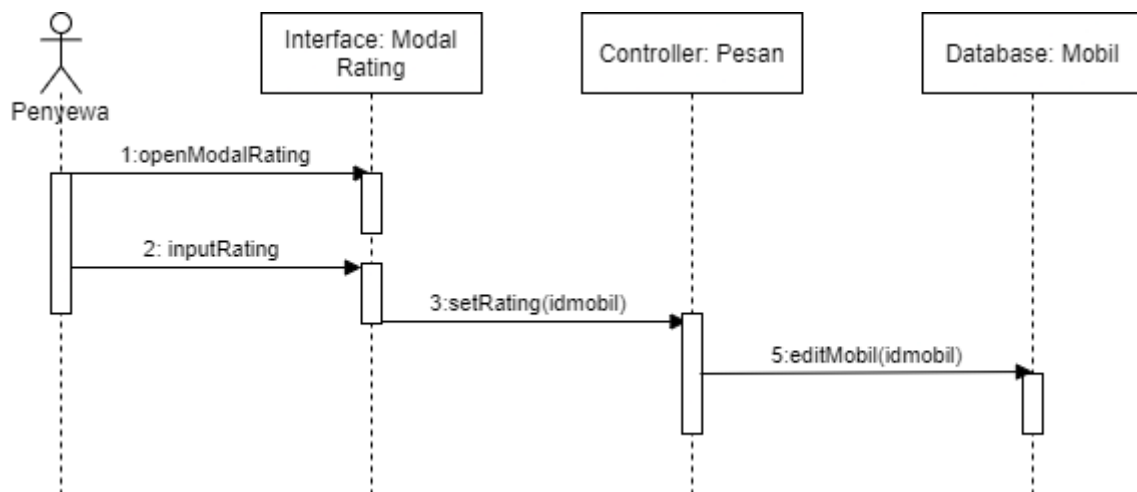 Interface: Modal
Rating
Controller: Pesan
Database: Mobil
Penyewa
1:openModalRating
2: inputRating
3:setRating(idmobil)
5:editMobil(idmobil)